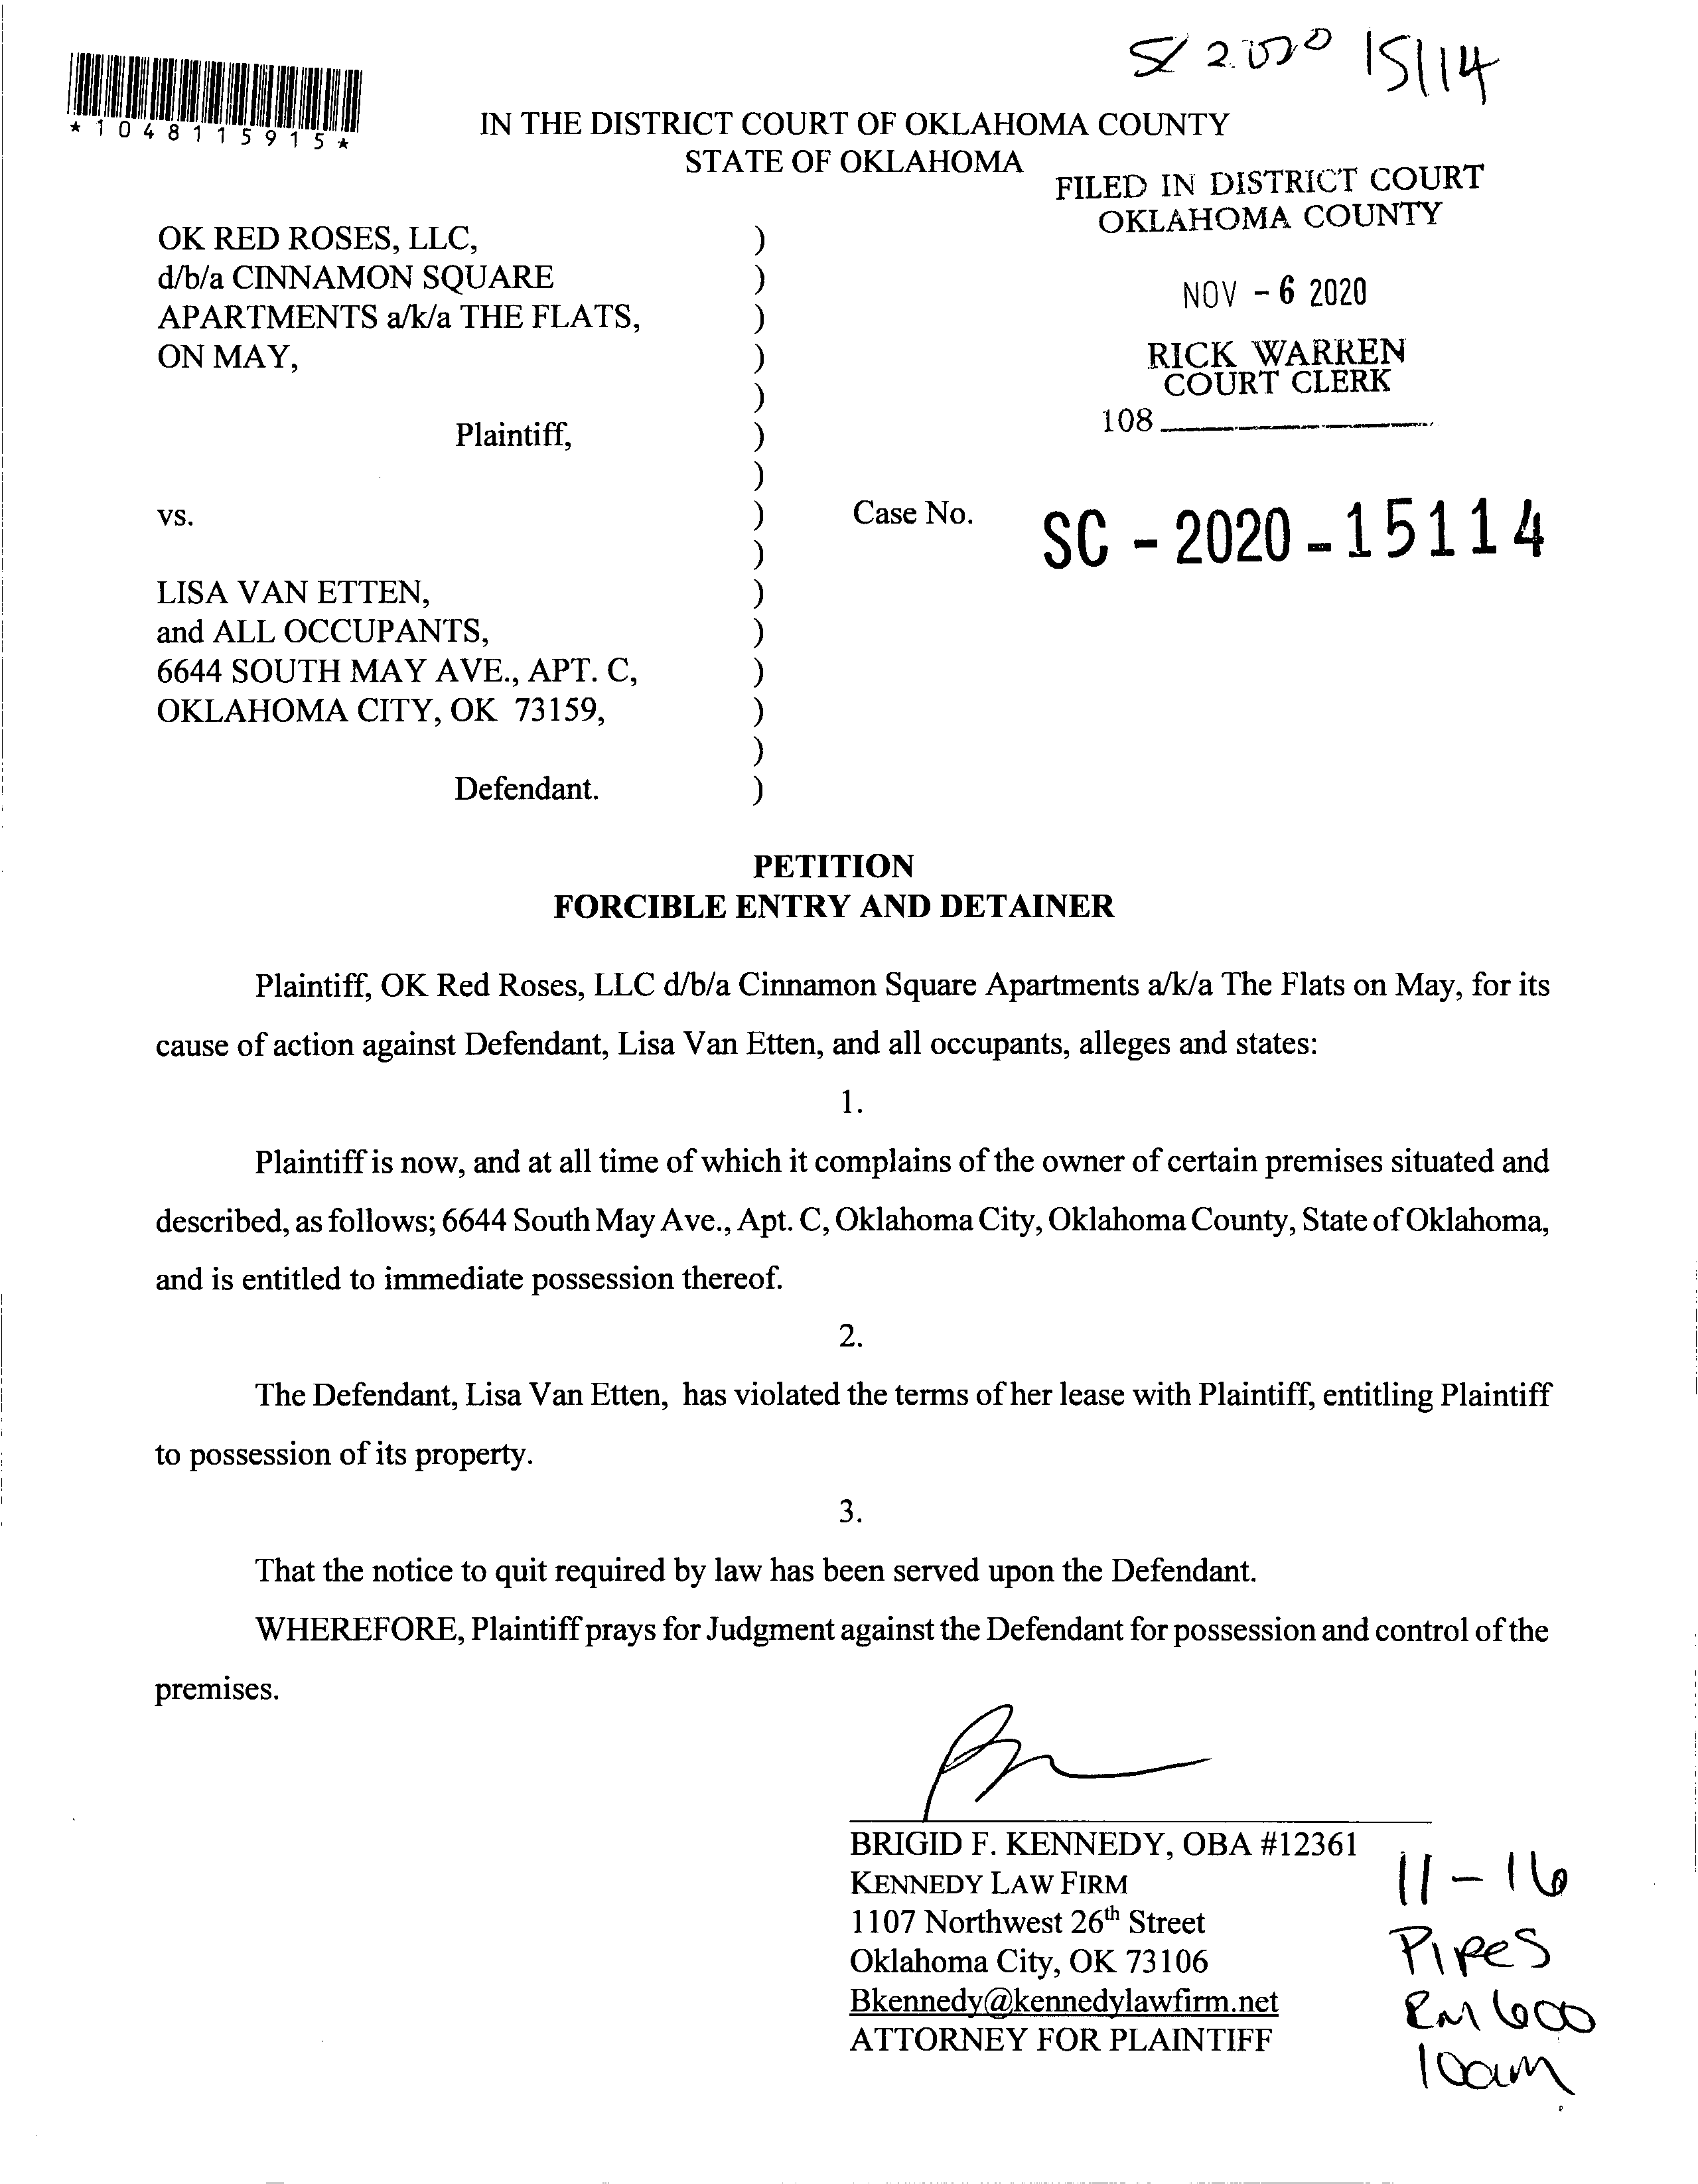 SC 2020 15114
*1048115915*
IN THE DISTRICT COURT OF OKLAHOMA COUNTY
STATE OF OKLAHOMA
FILED IN DISTRICT COURT
OKLAHOMA COUNTY
NOV - 6 2020
RICK WARREN
COURT CLERK
108
OK RED ROSES, LLC, )
d/b/a CINNAMON SQUARE )
APARTMENTS a/k/a THE FLATS, )
ON MAY, )
)
Plaintiff, )
)
vs. ) Case No. SC - 2020 - 15114
)
LISA VAN ETTEN, )
and ALL OCCUPANTS, )
6644 SOUTH MAY AVE., APT. C, )
OKLAHOMA CITY, OK 73159, )
)
Defendant. )
PETITION
FORCIBLE ENTRY AND DETAINER
Plaintiff, OK Red Roses, LLC d/b/a Cinnamon Square Apartments a/k/a The Flats on May, for its
cause of action against Defendant, Lisa Van Etten, and all occupants, alleges and states:
1.
Plaintiff is now, and at all time of which it complains of the owner of certain premises situated and
described, as follows; 6644 South May Ave., Apt. C, Oklahoma City, Oklahoma County, State of Oklahoma,
and is entitled to immediate possession thereof.
2.
The Defendant, Lisa Van Etten, has violated the terms of her lease with Plaintiff, entitling Plaintiff
to possession of its property.
3.
That the notice to quit required by law has been served upon the Defendant.
WHEREFORE, Plaintiff prays for Judgment against the Defendant for possession and control of the
premises.
BRIGID F. KENNEDY, OBA #12361
KENNEDY LAW FIRM
1107 Northwest 26th Street
Oklahoma City, OK 73106
Bkennedy@kennedylawfirm.net
ATTORNEY FOR PLAINTIFF
11-16
Pipes
Rm 600
10am